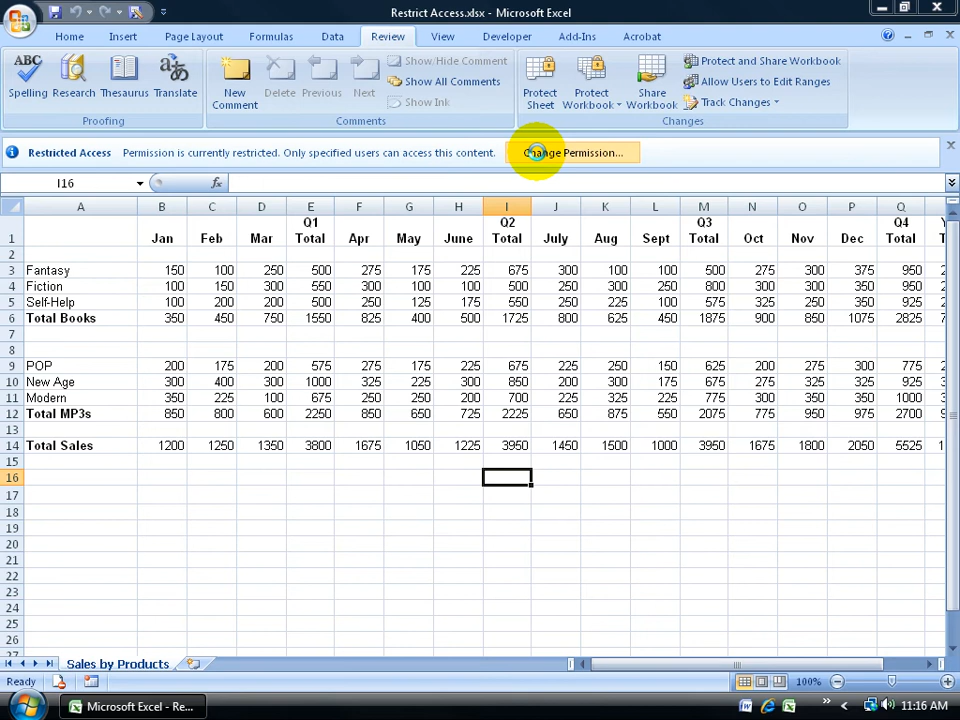 Restrict Access.xlsx - Microsoft Excel
Home Insert Page Layout Formulas Data Review View Developer Add-Ins Acrobat
ABC
Spelling Research Thesaurus Translate
Proofing
New Comment Delete Previous Next
Show/Hide Comment
Show All Comments
Show Ink
Comments
Protect Sheet Protect Workbook Share Workbook
Protect and Share Workbook
Allow Users to Edit Ranges
Track Changes
Changes
Restricted Access Permission is currently restricted. Only specified users can access this content. Change Permission...
I16 fx
A B C D E F G H I J K L M N O P Q
1 Jan Feb Mar Q1 Total Apr May June Q2 Total July Aug Sept Q3 Total Oct Nov Dec Q4 Total
2
3 Fantasy 150 100 250 500 275 175 225 675 300 100 100 500 275 300 375 950
4 Fiction 100 150 300 550 300 100 100 500 250 300 250 800 300 300 350 950
5 Self-Help 100 200 200 500 250 125 175 550 250 225 100 575 325 250 350 925
6 Total Books 350 450 750 1550 825 400 500 1725 800 625 450 1875 900 850 1075 2825
7
8
9 POP 200 175 200 575 275 175 225 675 225 250 150 625 200 275 300 775
10 New Age 300 400 300 1000 325 225 300 850 200 300 175 675 275 325 325 925
11 Modern 350 225 100 675 250 250 200 700 225 325 225 775 300 350 350 1000
12 Total MP3s 850 800 600 2250 850 650 725 2225 650 875 550 2075 775 950 975 2700
13
14 Total Sales 1200 1250 1350 3800 1675 1050 1225 3950 1450 1500 1000 3950 1675 1800 2050 5525
15
16
17
18
19
20
21
22
23
24
25
26
Sales by Products
Ready 100%
Microsoft Excel - Re... 11:16 AM